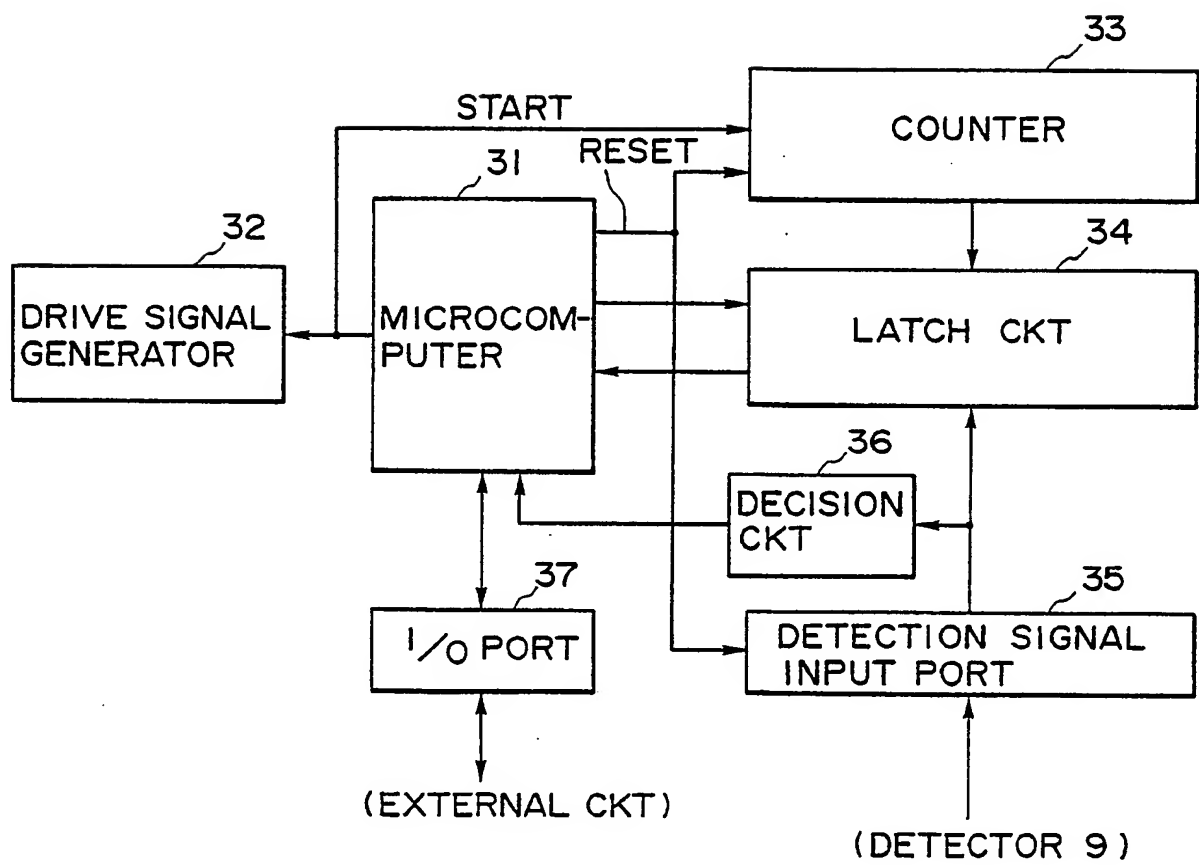 33
COUNTER
START
RESET
31
MICROCOM-
PUTER
32
DRIVE SIGNAL
GENERATOR
34
LATCH CKT
36
DECISION
CKT
35
DETECTION SIGNAL
INPUT PORT
37
I/O PORT
(EXTERNAL CKT)
(DETECTOR 9)